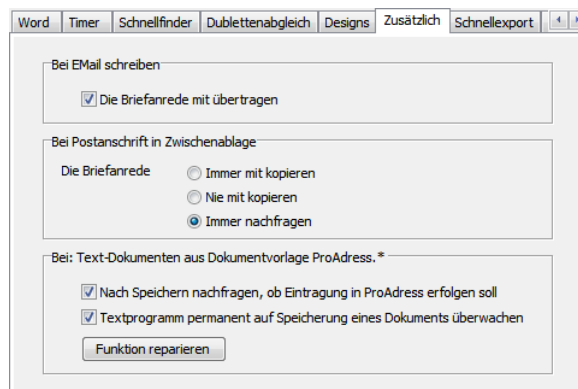 Word Timer Schnellfinder Dublettenabgleich Designs Zusätzlich Schnellexport
Bei EMail schreiben
Die Briefanrede mit übertragen
Bei Postanschrift in Zwischenablage
Die Briefanrede Immer mit kopieren
Nie mit kopieren
Immer nachfragen
Bei: Text-Dokumenten aus Dokumentvorlage ProAdress.*
Nach Speichern nachfragen, ob Eintragung in ProAdress erfolgen soll
Textprogramm permanent auf Speicherung eines Dokuments überwachen
Funktion reparieren